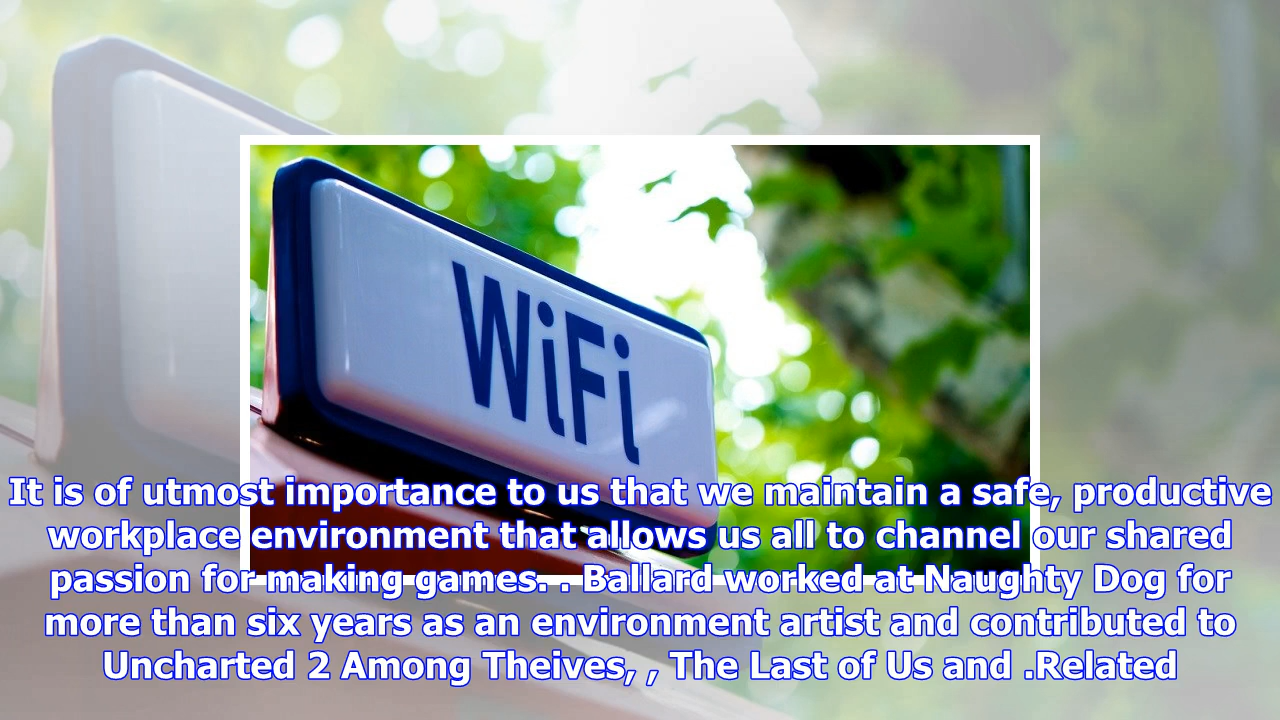 WiFi
It is of utmost importance to us that we maintain a safe, productive
workplace environment that allows us all to channel our shared
passion for making games. . Ballard worked at Naughty Dog for
more than six years as an environment artist and contributed to
Uncharted 2 Among Theives, , The Last of Us and .Related